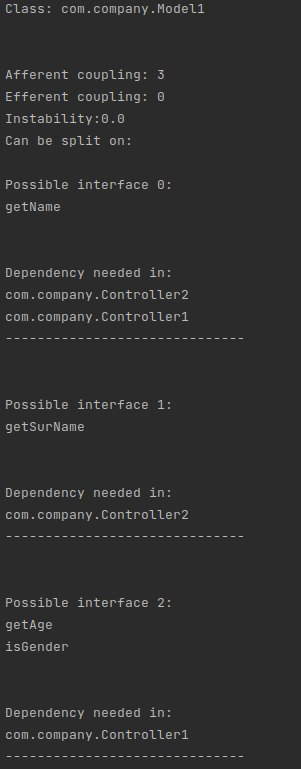 Class: com.company.Model1
Afferent coupling: 3
Efferent coupling: 0
Instability:0.0
Can be split on:
Possible interface 0:
getName
Dependency needed in:
com.company.Controller2
com.company.Controller1
------------------------------
Possible interface 1:
getSurName
Dependency needed in:
com.company.Controller2
------------------------------
Possible interface 2:
getAge
isGender
Dependency needed in:
com.company.Controller1
------------------------------